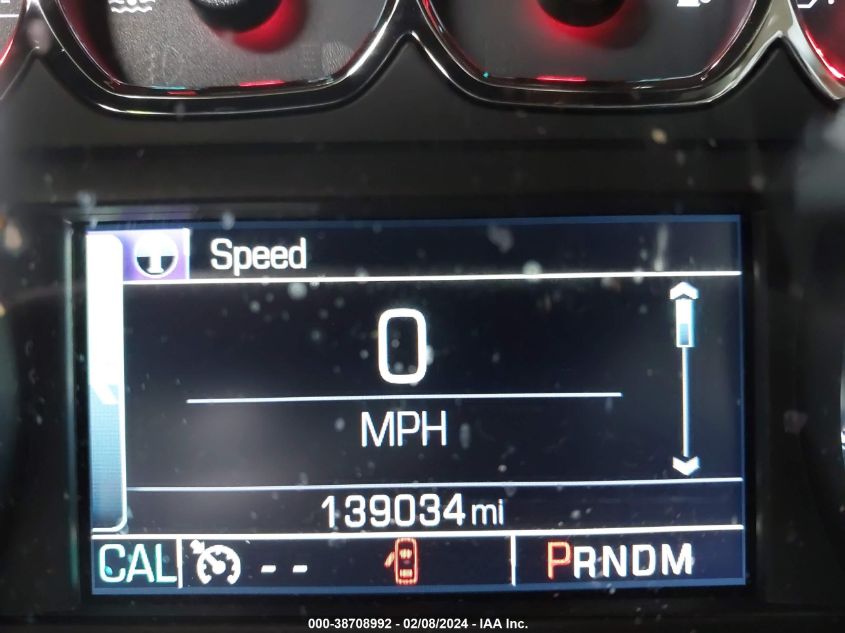 Speed
0
MPH
139034 mi
CAL -- PRNDM
000-38708992 - 02/08/2024 - IAA Inc.